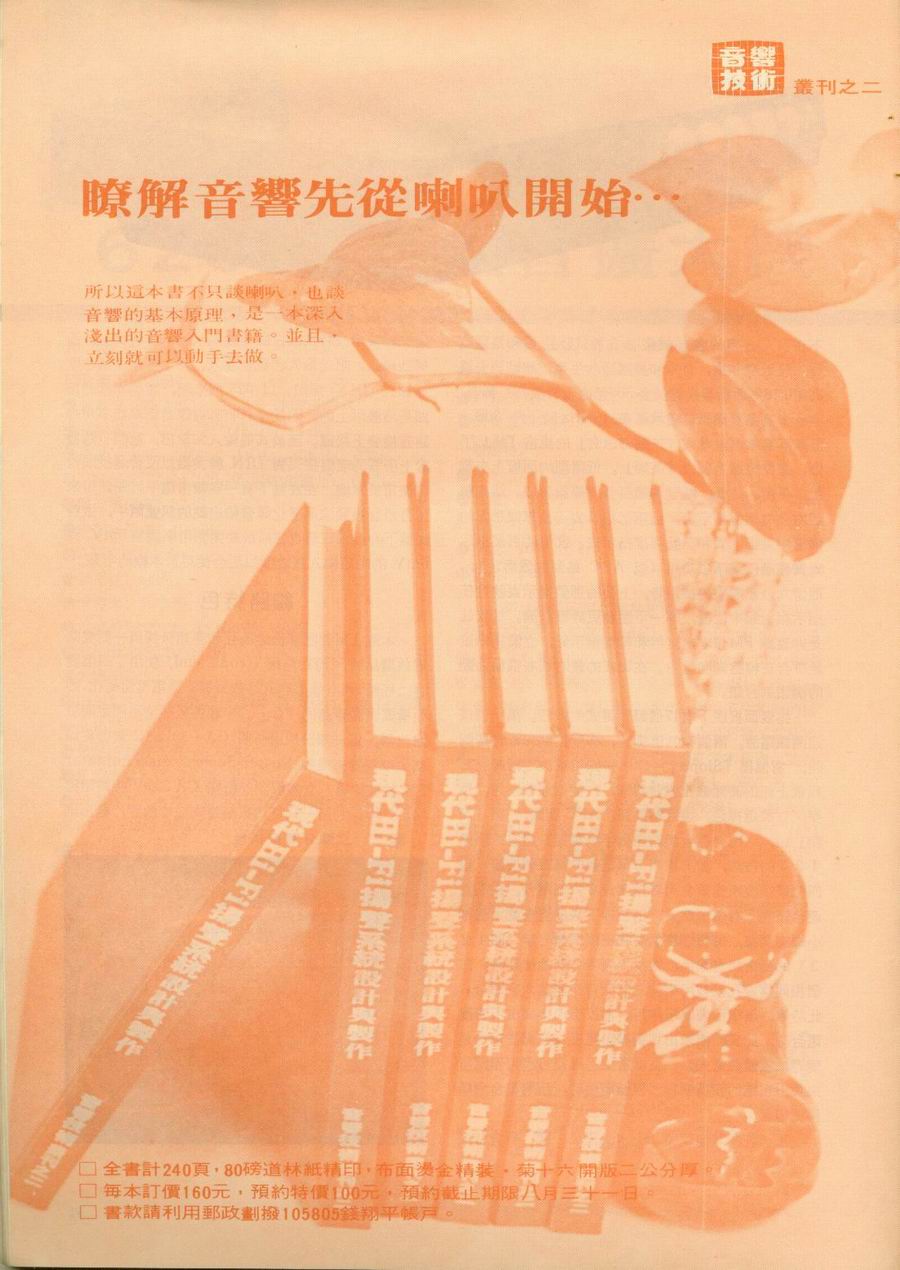 音響
技術
叢刊之二
瞭解音響先從喇叭開始…
所以這本書不只談喇叭，也談
音響的基本原理，是一本深入
淺出的音響入門書籍。並且，
立刻就可以動手去做。
現代Hi-Fi揚聲系統設計與製作
現代Hi-Fi揚聲系統設計與製作
現代Hi-Fi揚聲系統設計與製作
現代Hi-Fi揚聲系統設計與製作
現代Hi-Fi揚聲系統設計與製作
現代Hi-Fi揚聲系統設計與製作
□ 全書計240頁，80磅道林紙精印，布面燙金精裝，菊十六開版二公分厚。
□ 每本訂價160元，預約特價100元，預約截止期限八月三十一日。
□ 書款請利用郵政劃撥105805錢翔平帳戶。